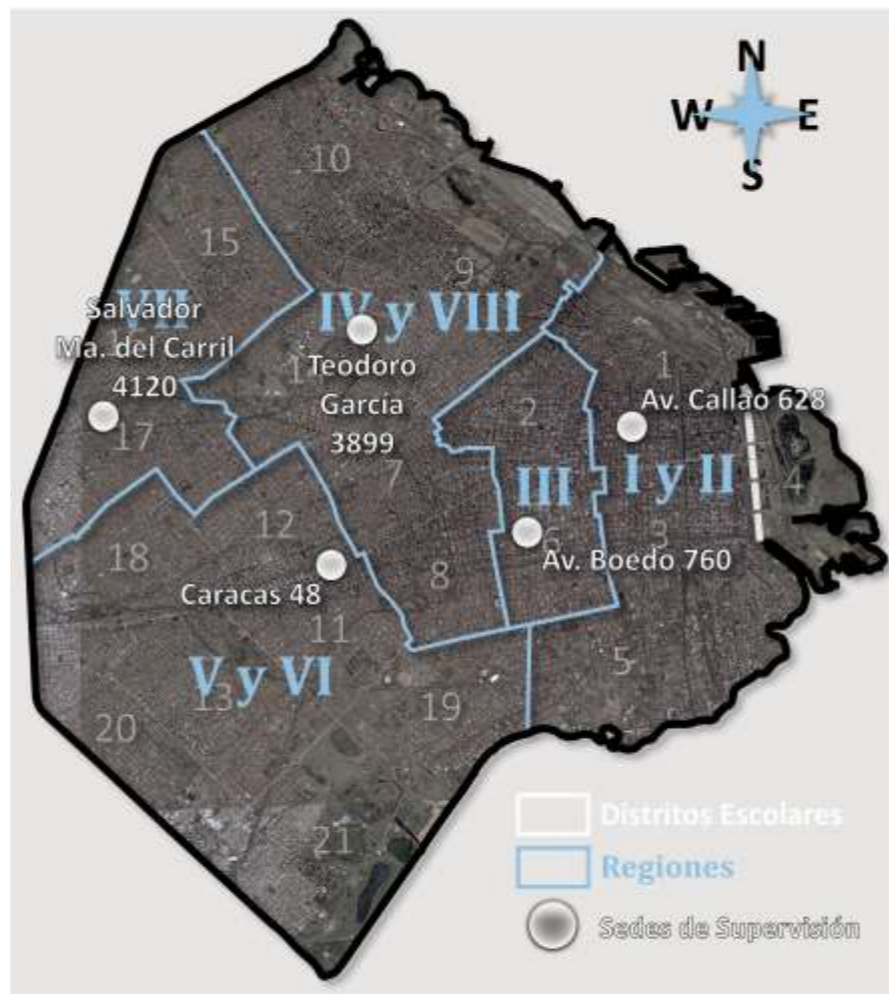 N
W E
S
10
15
9
VII
Salvador
Ma. del Carril
4120
17
IV y VIII
Teodoro
García
3899
1
1
2
Av. Callao 628
I y II
4
3
III
6
Av. Boedo 760
7
12
18
8
Caracas 48
11
V y VI
13
19
5
20
21
Distritos Escolares
Regiones
Sedes de Supervisión